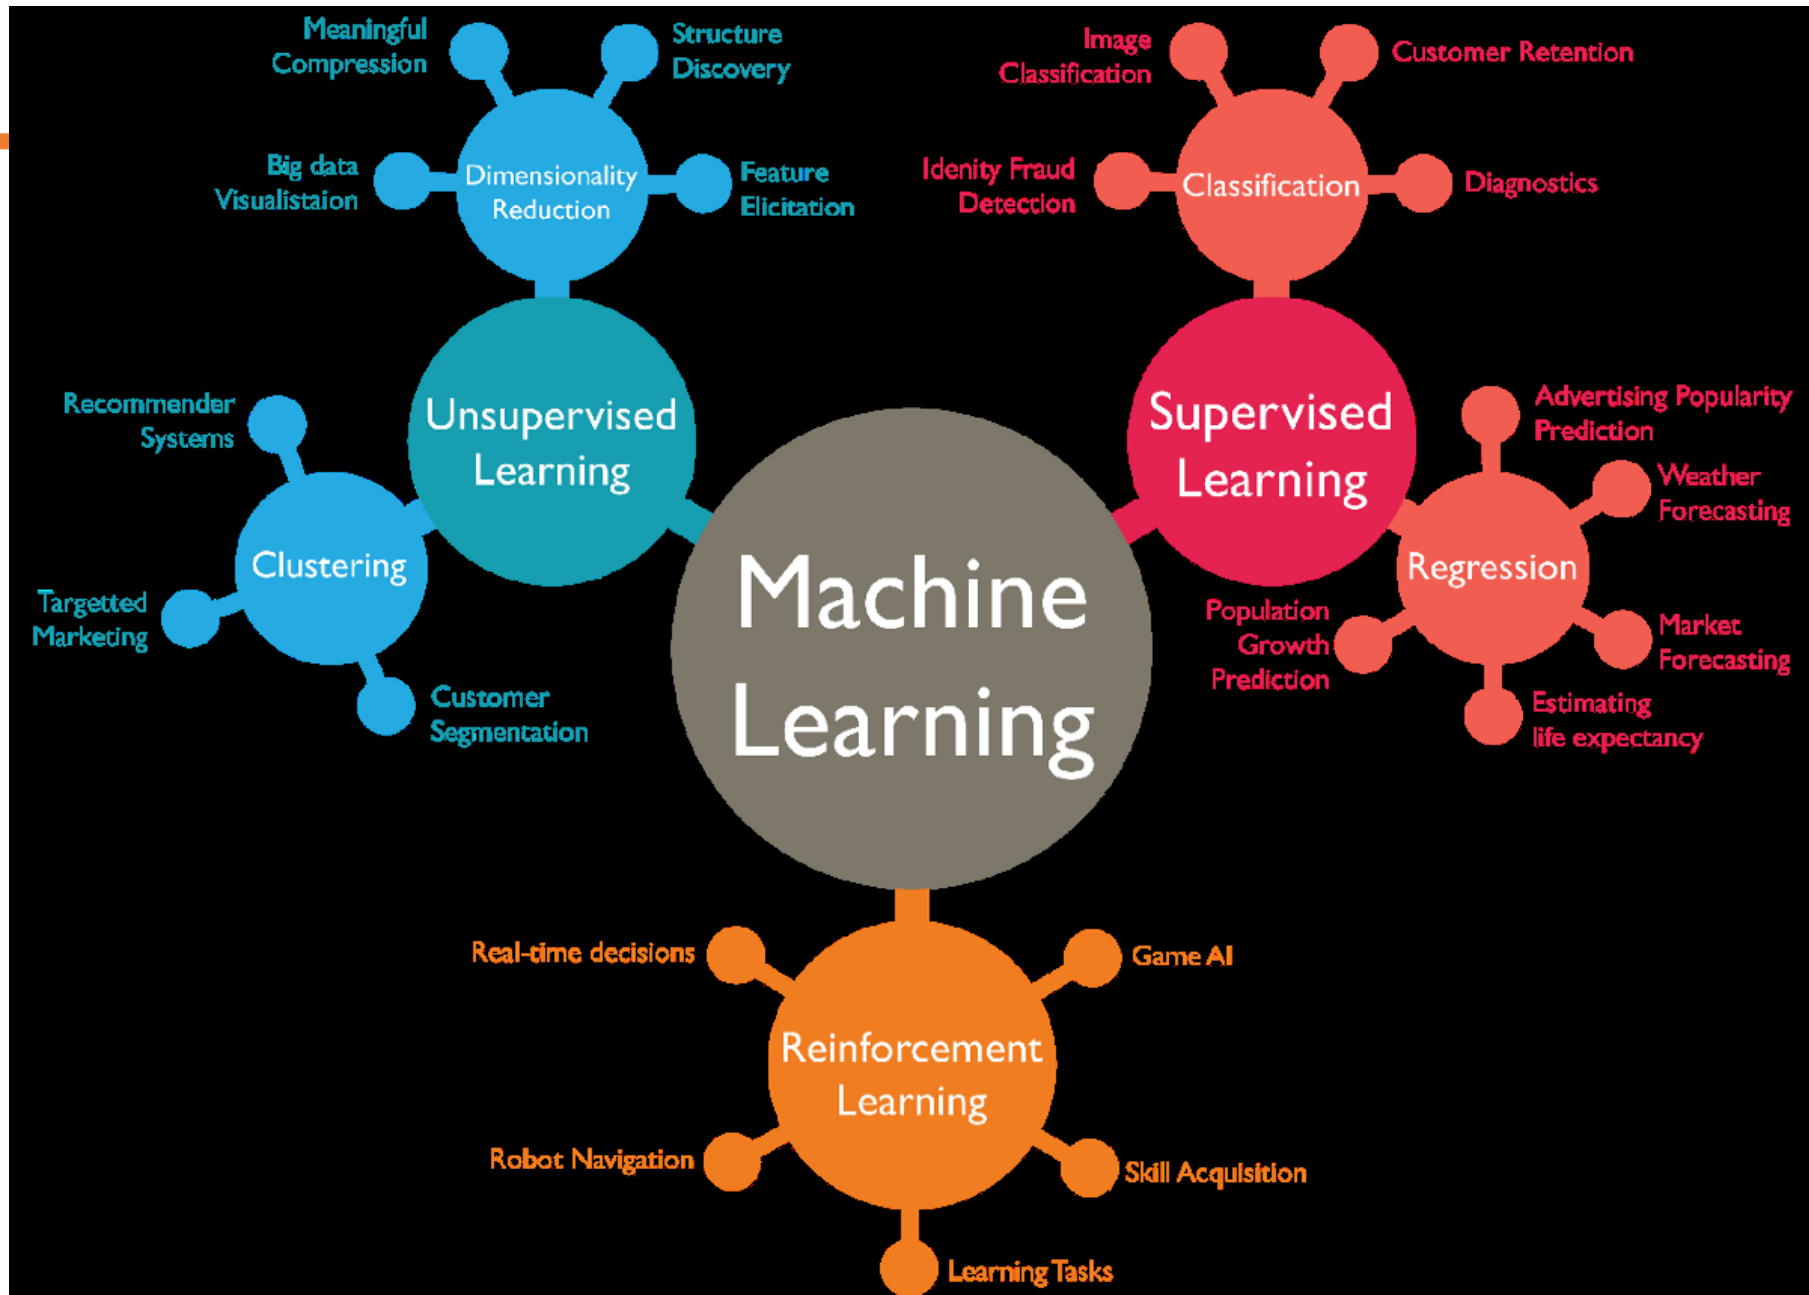 Meaningful
Compression
Structure
Discovery
Big data
Visualistaion
Dimensionality
Reduction
Feature
Elicitation
Image
Classification
Customer Retention
Idenity Fraud
Detection
Classification
Diagnostics
Recommender
Systems
Unsupervised
Learning
Clustering
Targetted
Marketing
Customer
Segmentation
Machine
Learning
Supervised
Learning
Advertising Popularity
Prediction
Weather
Forecasting
Regression
Population
Growth
Prediction
Market
Forecasting
Estimating
life expectancy
Real-time decisions
Game AI
Reinforcement
Learning
Robot Navigation
Skill Acquisition
Learning Tasks